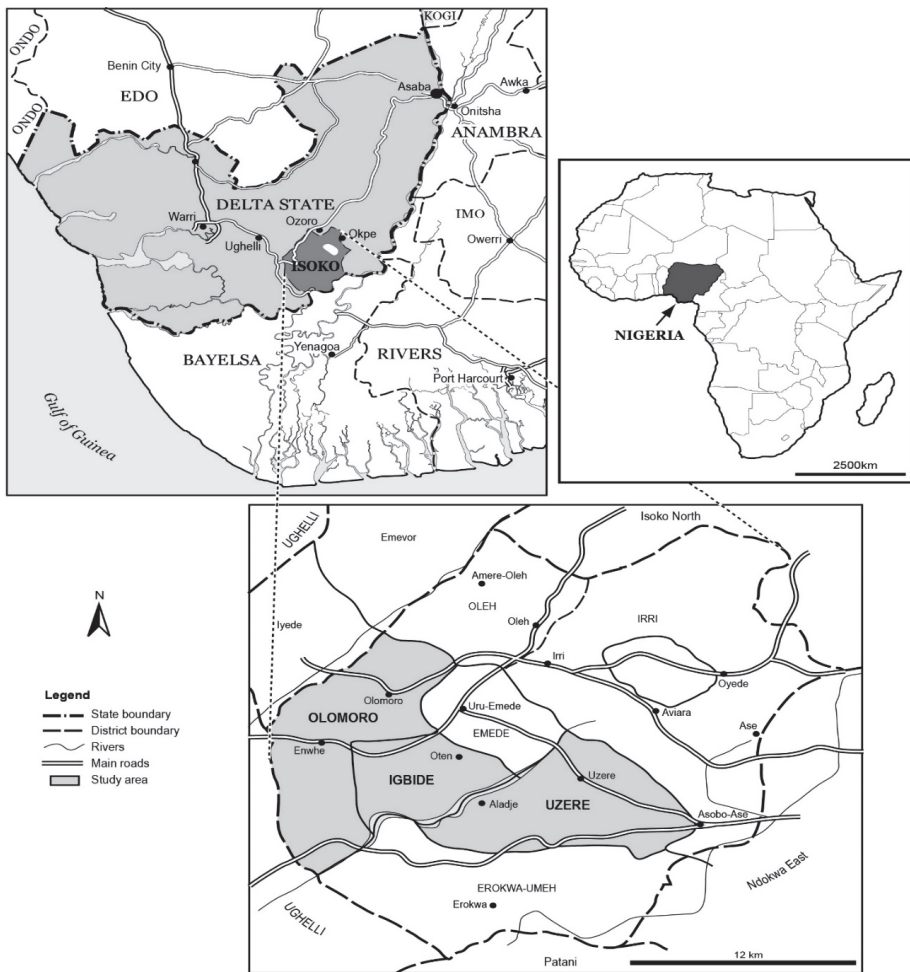 ONDO
KOGI
Benin City
EDO
Asaba
Awka
Onitsha
ONDO
ANAMBRA
DELTA STATE
IMO
Warri
Ozoro
Okpe
Ughelli
Owerri
ISOKO
BAYELSA
Yenagoa
RIVERS
Port Harcourt
Gulf of Guinea
NIGERIA
2500km
UGHELLI
Emevor
Isoko North
Amere-Oleh
OLEH
Iyede
Oleh
IRRI
Irri
Oyede
Olomoro
OLOMORO
Uru-Emede
Aviara
EMEDE
Ase
Enwhe
Oten
IGBIDE
Uzere
Aladje
UZERE
Asobo-Ase
Ndokwa East
EROKWA-UMEH
Erokwa
UGHELLI
Patani
12 km
N
Legend
State boundary
District boundary
Rivers
Main roads
Study area